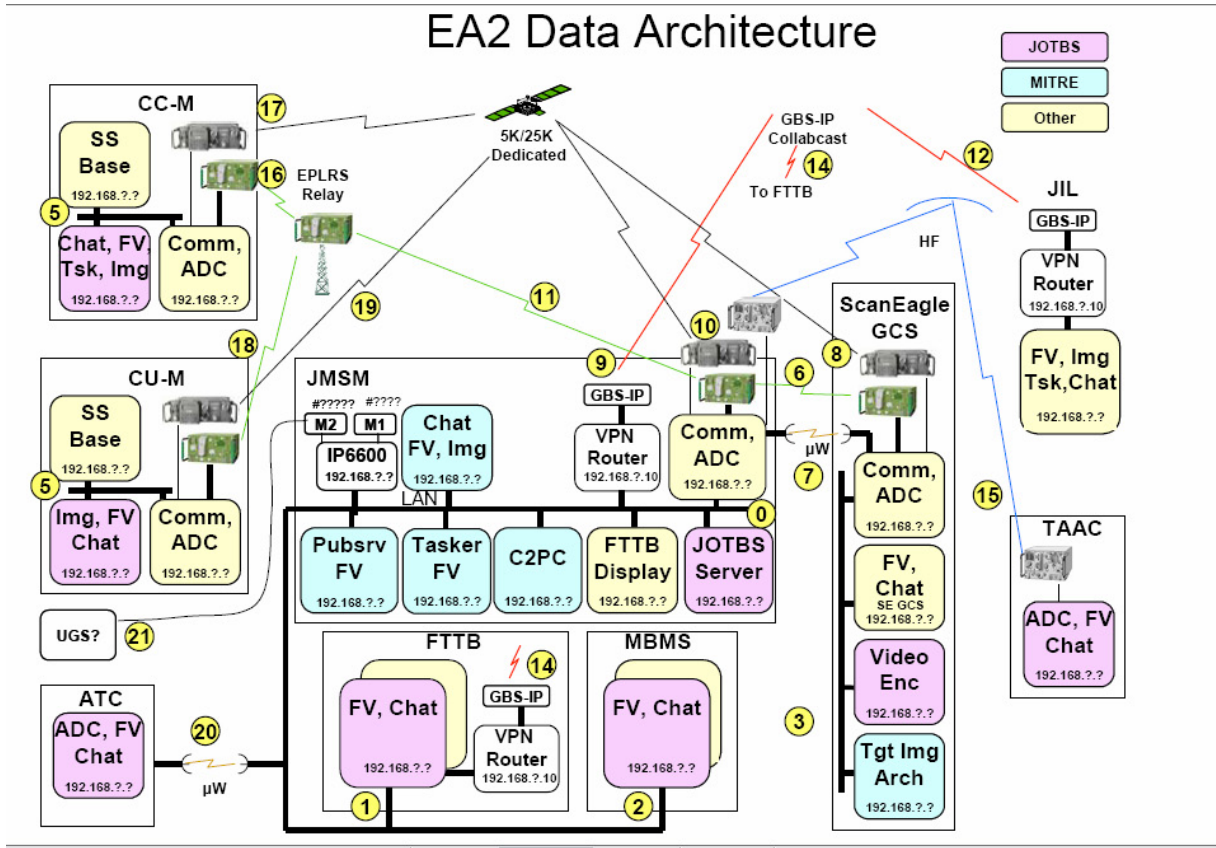 EA2 Data Architecture
JOTBS
MITRE
Other
CC-M
17
SS
Base
192.168.?.?
16
5
Chat, FV,
Tsk, Img
192.168.?.?
Comm,
ADC
192.168.?.?
EPLRS
Relay
5K/25K
Dedicated
GBS-IP
Collabcast
14
To FTTB
12
JIL
GBS-IP
VPN
Router
192.168.?.10
FV, Img
Tsk,Chat
192.168.?.?
HF
11
19
18
CU-M
SS
Base
192.168.?.?
5
Img, FV
Chat
192.168.?.?
Comm,
ADC
192.168.?.?
JMSM
#?????
#????
M2
M1
IP6600
192.168.?.?
Chat
FV, Img
192.168.?.?
LAN
9
GBS-IP
VPN
Router
192.168.?.10
10
Comm,
ADC
192.168.?.?
0
Pubsrv
FV
192.168.?.?
Tasker
FV
192.168.?.?
C2PC
192.168.?.?
FTTB
Display
192.168.?.?
JOTBS
Server
192.168.?.?
6
µW
7
ScanEagle
GCS
8
Comm,
ADC
192.168.?.?
FV,
Chat
SE GCS
192.168.?.?
Video
Enc
192.168.?.?
3
Tgt Img
Arch
192.168.?.?
15
TAAC
ADC, FV
Chat
192.168.?.?
UGS?
21
ATC
ADC, FV
Chat
192.168.?.?
20
µW
FTTB
FV, Chat
192.168.?.?
14
GBS-IP
VPN
Router
192.168.?.10
1
MBMS
FV, Chat
192.168.?.?
2